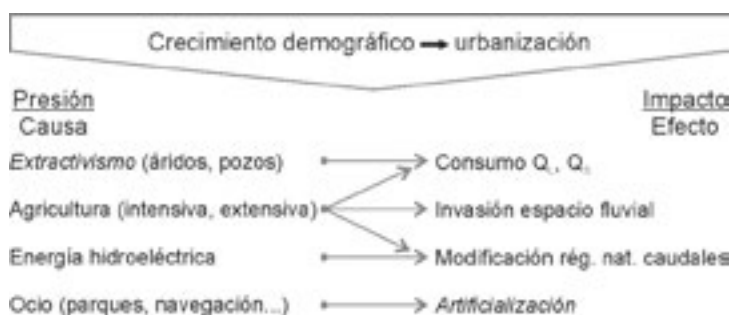 Crecimiento demográfico → urbanización
Presión
Causa
Impacto
Efecto
Extractivismo (áridos, pozos)
Consumo Q, Q
Agricultura (intensiva, extensiva)
Invasión espacio fluvial
Energía hidroeléctrica
Modificación rég. nat. caudales
Ocio (parques, navegación...)
Artificialización